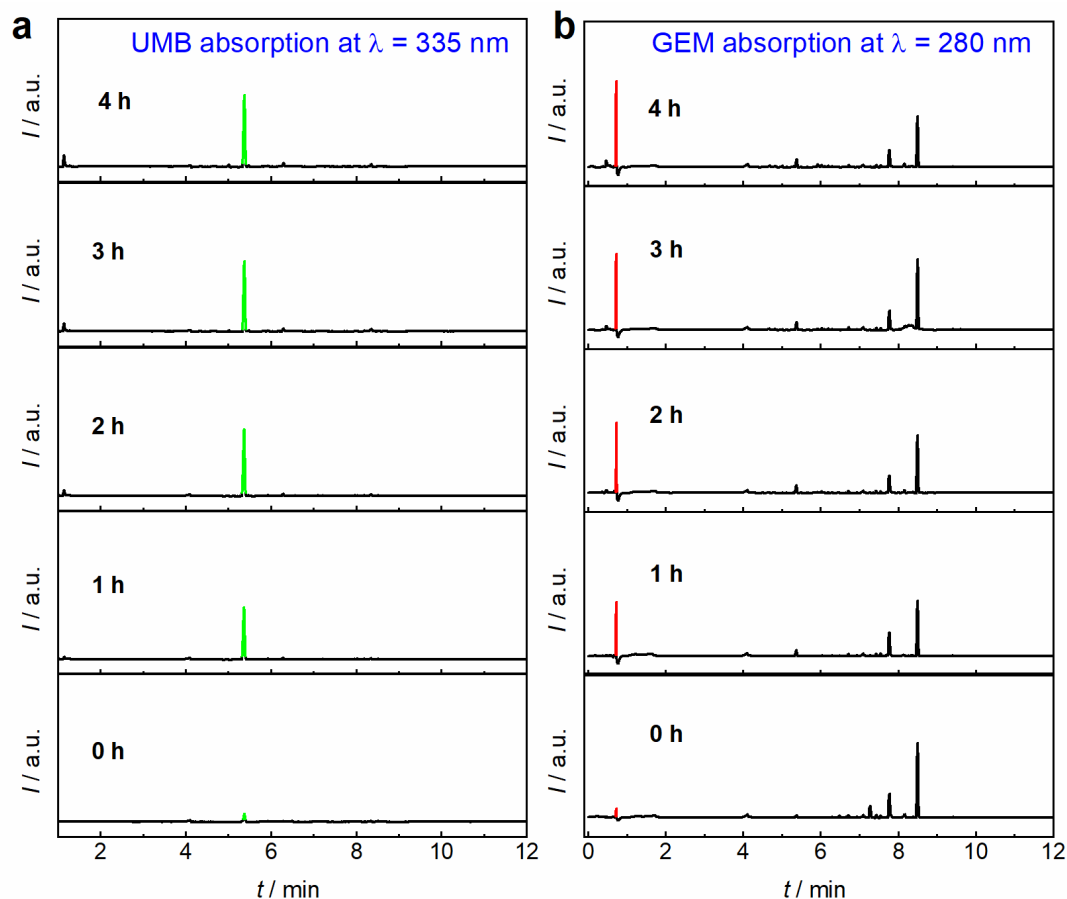 a
UMB absorption at λ = 335 nm
4 h
I / a.u.
3 h
I / a.u.
2 h
I / a.u.
1 h
I / a.u.
0 h
I / a.u.
2 4 6 8 10 12
t / min
b
GEM absorption at λ = 280 nm
4 h
I / a.u.
3 h
I / a.u.
2 h
I / a.u.
1 h
I / a.u.
0 h
I / a.u.
0 2 4 6 8 10 12
t / min